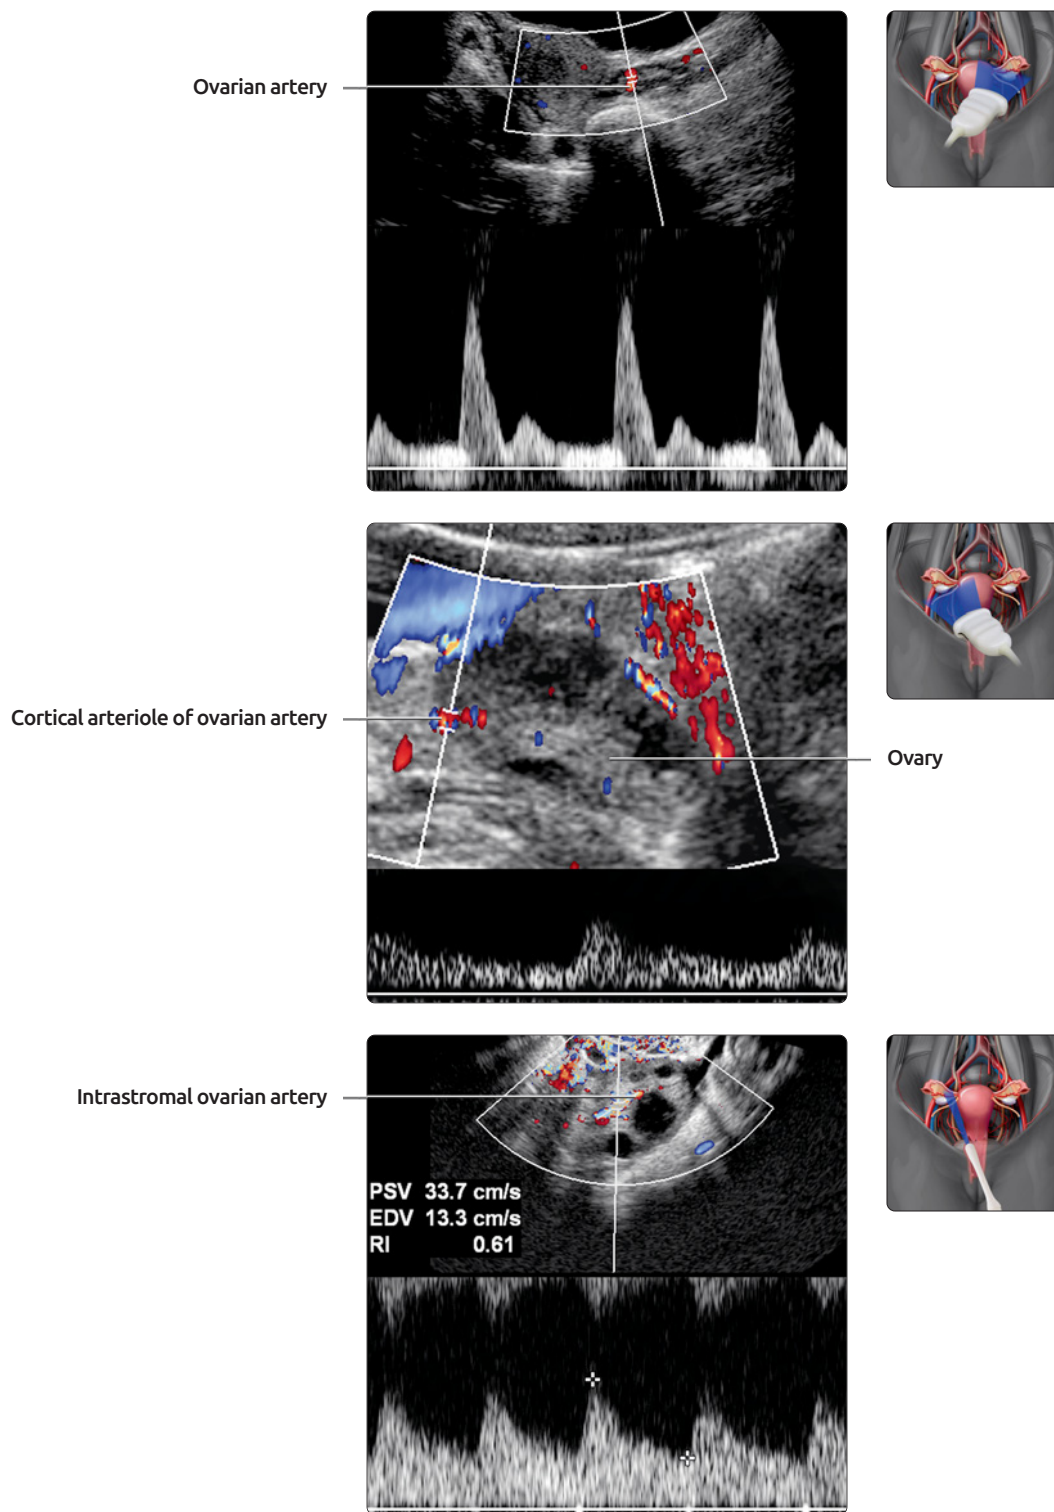 Ovarian artery
Cortical arteriole of ovarian artery
Ovary
Intrastromal ovarian artery
PSV 33.7 cm/s
EDV 13.3 cm/s
RI 0.61